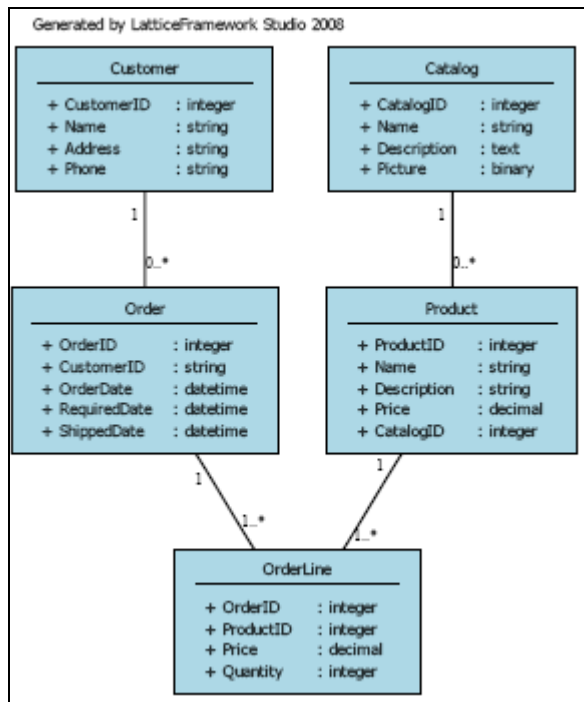 Generated by LatticeFramework Studio 2008
Customer
+ CustomerID : integer
+ Name : string
+ Address : string
+ Phone : string
Catalog
+ CatalogID : integer
+ Name : string
+ Description : text
+ Picture : binary
1
0..*
1
0..*
Order
+ OrderID : integer
+ CustomerID : string
+ OrderDate : datetime
+ RequiredDate : datetime
+ ShippedDate : datetime
Product
+ ProductID : integer
+ Name : string
+ Description : string
+ Price : decimal
+ CatalogID : integer
1
1..*
1
1..*
OrderLine
+ OrderID : integer
+ ProductID : integer
+ Price : decimal
+ Quantity : integer